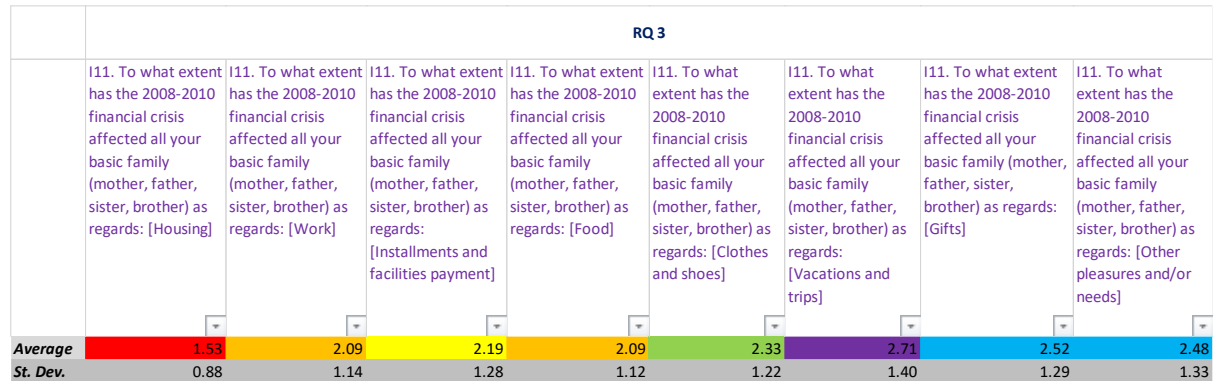 RQ 3
I11. To what extent
has the 2008-2010
financial crisis
affected all your
basic family
(mother, father,
sister, brother) as
regards: [Housing]
I11. To what extent
has the 2008-2010
financial crisis
affected all your
basic family
(mother, father,
sister, brother) as
regards: [Work]
I11. To what extent
has the 2008-2010
financial crisis
affected all your
basic family
(mother, father,
sister, brother) as
regards:
[Installments and
facilities payment]
I11. To what extent
has the 2008-2010
financial crisis
affected all your
basic family
(mother, father,
sister, brother) as
regards: [Food]
I11. To what
extent has the
2008-2010
financial crisis
affected all your
basic family
(mother, father,
sister, brother) as
regards: [Clothes
and shoes]
I11. To what
extent has the
2008-2010
financial crisis
affected all your
basic family
(mother, father,
sister, brother) as
regards:
[Vacations and
trips]
I11. To what extent
has the 2008-2010
financial crisis
affected all your
basic family (mother,
father, sister,
brother) as regards:
[Gifts]
I11. To what
extent has the
2008-2010
financial crisis
affected all your
basic family
(mother, father,
sister, brother) as
regards: [Other
pleasures and/or
needs]
Average 1.53 2.09 2.19 2.09 2.33 2.71 2.52 2.48
St. Dev. 0.88 1.14 1.28 1.12 1.22 1.40 1.29 1.33